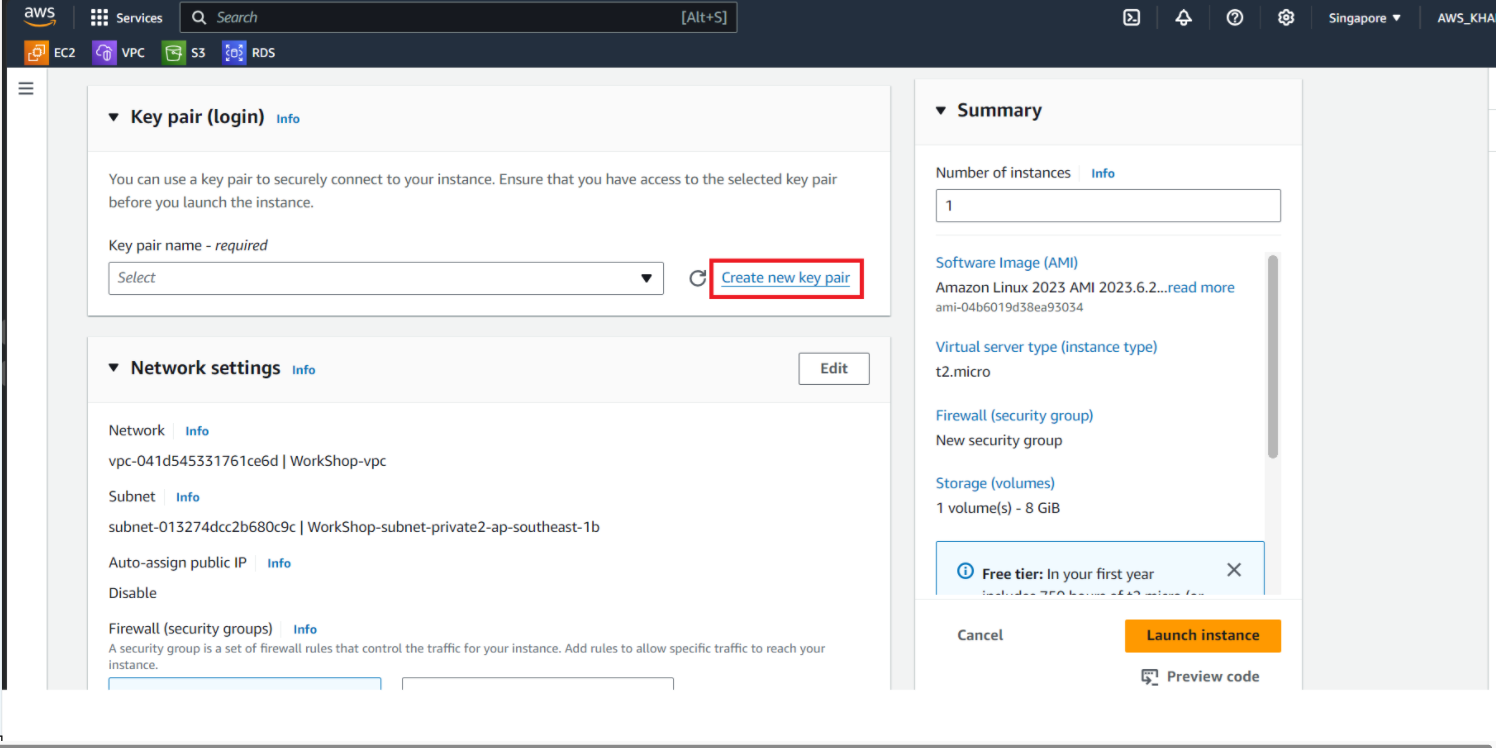 aws
Services
Search
[Alt+S]
Singapore ▼
AWS_KHA
EC2
VPC
S3
RDS
Key pair (login) Info
You can use a key pair to securely connect to your instance. Ensure that you have access to the selected key pair
before you launch the instance.
Key pair name - required
Select
Create new key pair
Network settings Info
Edit
Network Info
vpc-041d545331761ce6d | WorkShop-vpc
Subnet Info
subnet-013274dcc2b680c9c | WorkShop-subnet-private2-ap-southeast-1b
Auto-assign public IP Info
Disable
Firewall (security groups) Info
A security group is a set of firewall rules that control the traffic for your instance. Add rules to allow specific traffic to reach your
instance.
Summary
Number of instances Info
1
Software Image (AMI)
Amazon Linux 2023 AMI 2023.6.2...read more
ami-04b6019d38ea93034
Virtual server type (instance type)
t2.micro
Firewall (security group)
New security group
Storage (volumes)
1 volume(s) - 8 GiB
Free tier: In your first year
includes 750 hours of t2.micro (or
Cancel
Launch instance
Preview code